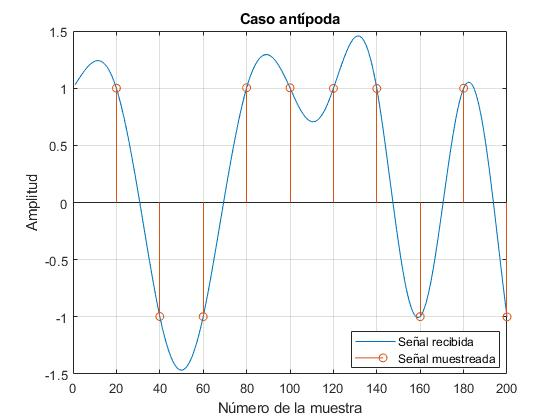 Caso antípoda
1.5
1
0.5
0
-0.5
-1
-1.5
Amplitud
0 20 40 60 80 100 120 140 160 180 200
Número de la muestra
Señal recibida
Señal muestreada